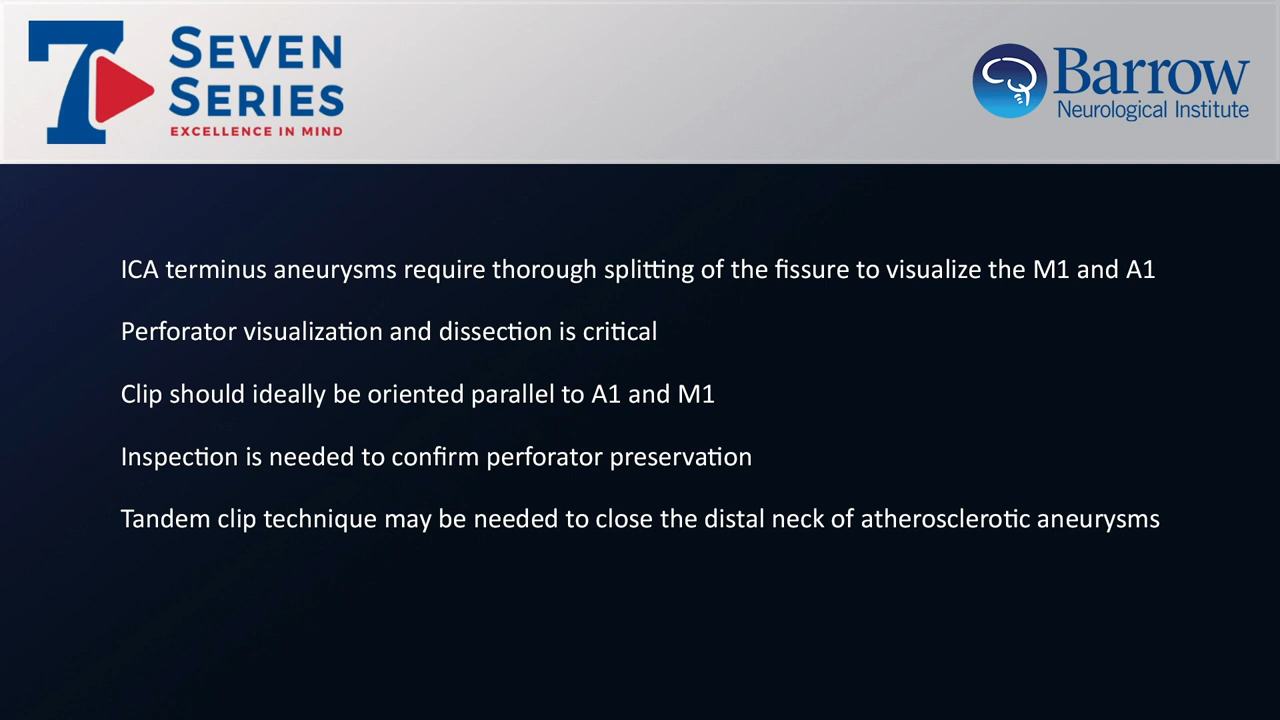 7
SEVEN
SERIES
EXCELLENCE IN MIND
Barrow
Neurological Institute
ICA terminus aneurysms require thorough splitting of the fissure to visualize the M1 and A1
Perforator visualization and dissection is critical
Clip should ideally be oriented parallel to A1 and M1
Inspection is needed to confirm perforator preservation
Tandem clip technique may be needed to close the distal neck of atherosclerotic aneurysms